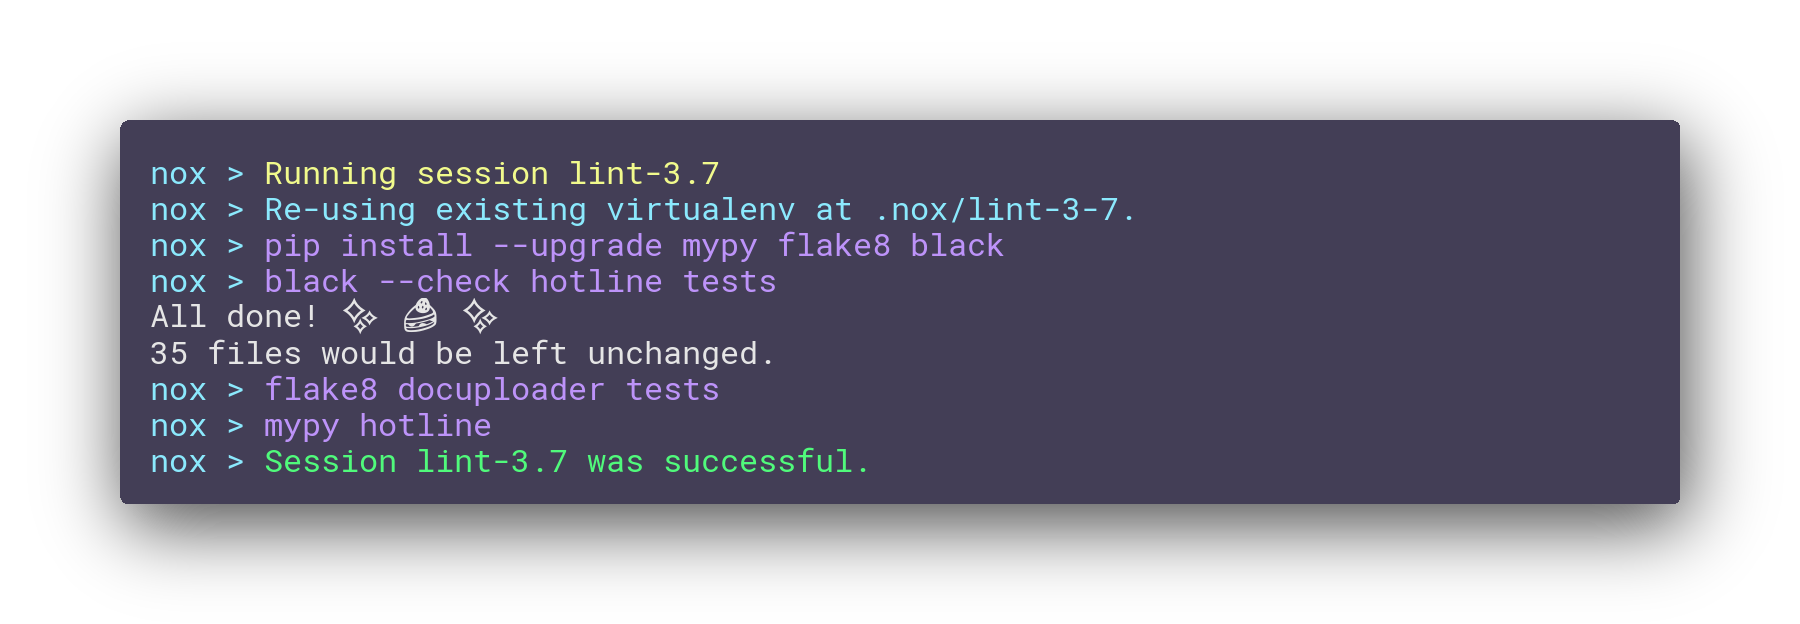 nox > Running session lint-3.7
nox > Re-using existing virtualenv at .nox/lint-3-7.
nox > pip install --upgrade mypy flake8 black
nox > black --check hotline tests
All done! ✨ 🍰 ✨
35 files would be left unchanged.
nox > flake8 docuploader tests
nox > mypy hotline
nox > Session lint-3.7 was successful.